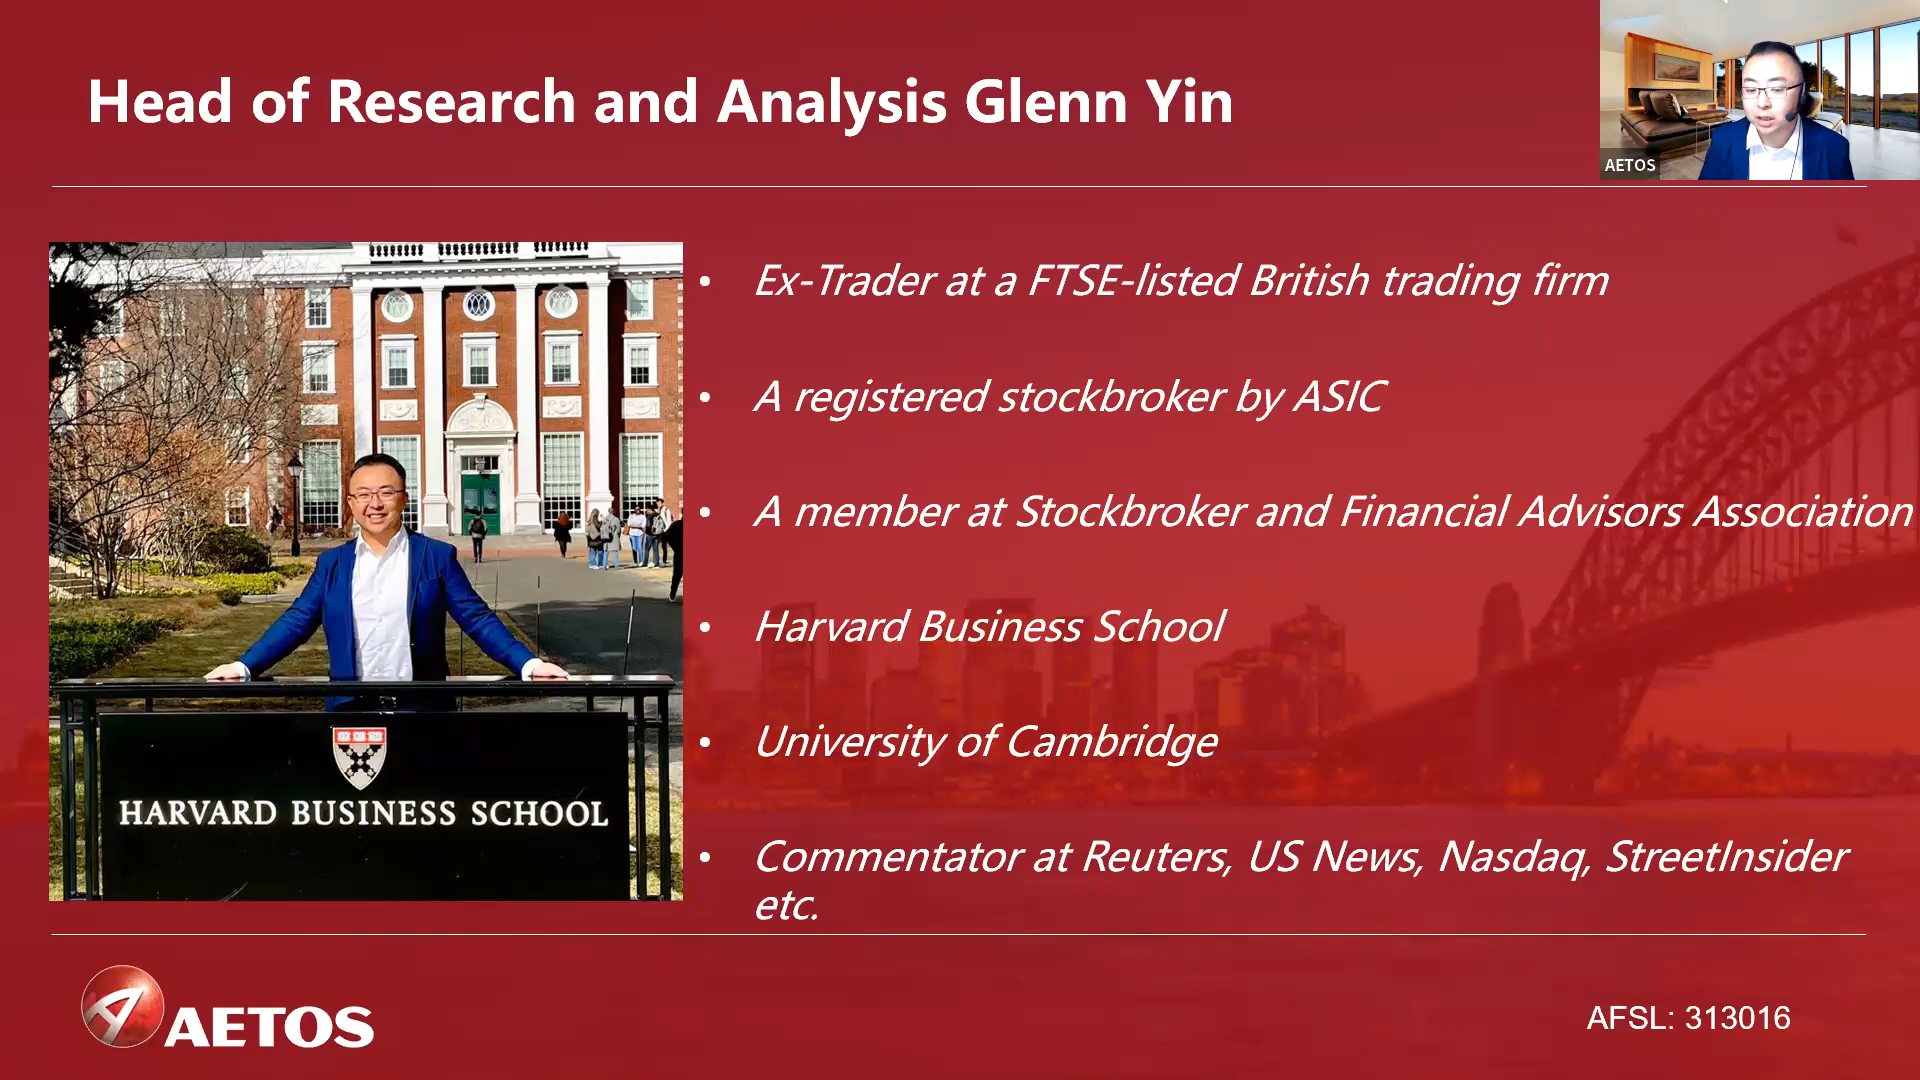 Head of Research and Analysis Glenn Yin
AETOS
• Ex-Trader at a FTSE-listed British trading firm
• A registered stockbroker by ASIC
• A member at Stockbroker and Financial Advisors Association
• Harvard Business School
• University of Cambridge
• Commentator at Reuters, US News, Nasdaq, StreetInsider
etc.
HARVARD BUSINESS SCHOOL
AETOS
AFSL: 313016